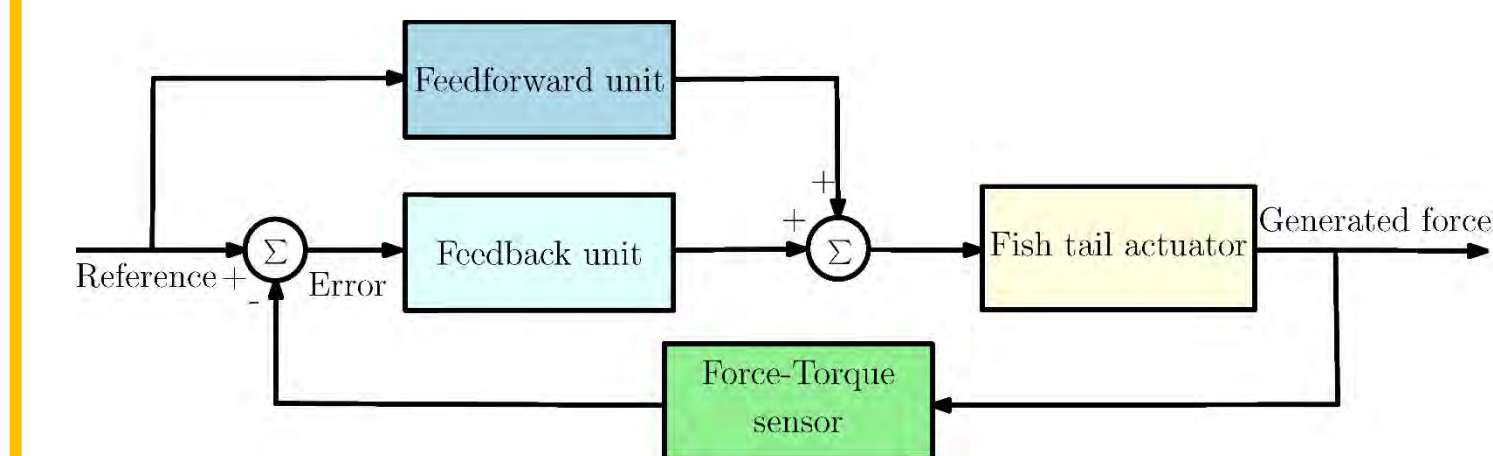 Feedforward unit
+
+
Σ
Feedback unit
Σ
Fish tail actuator
Generated force
Reference +
-
Error
Force-Torque
sensor